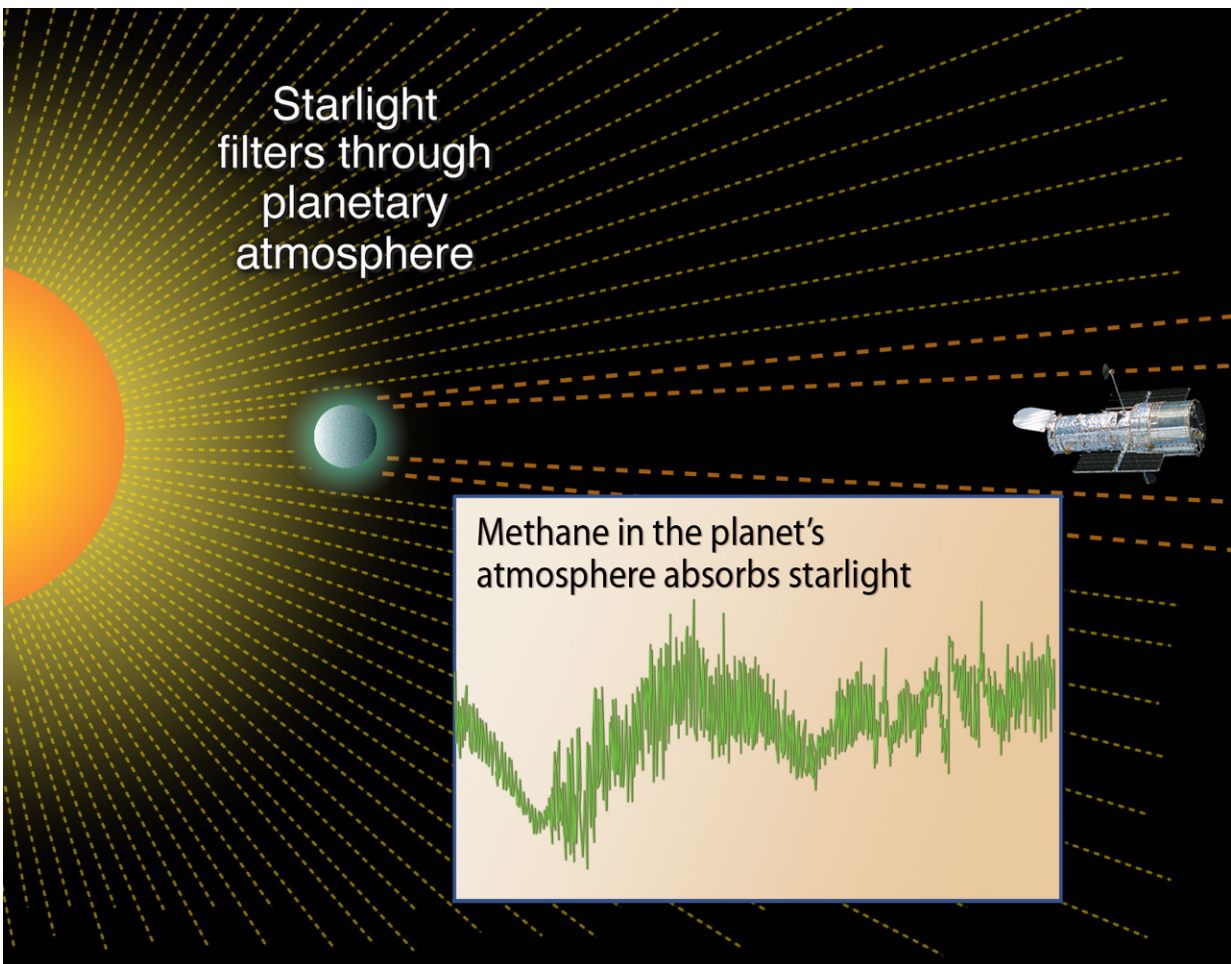 Starlight
filters through
planetary
atmosphere
Methane in the planet’s
atmosphere absorbs starlight